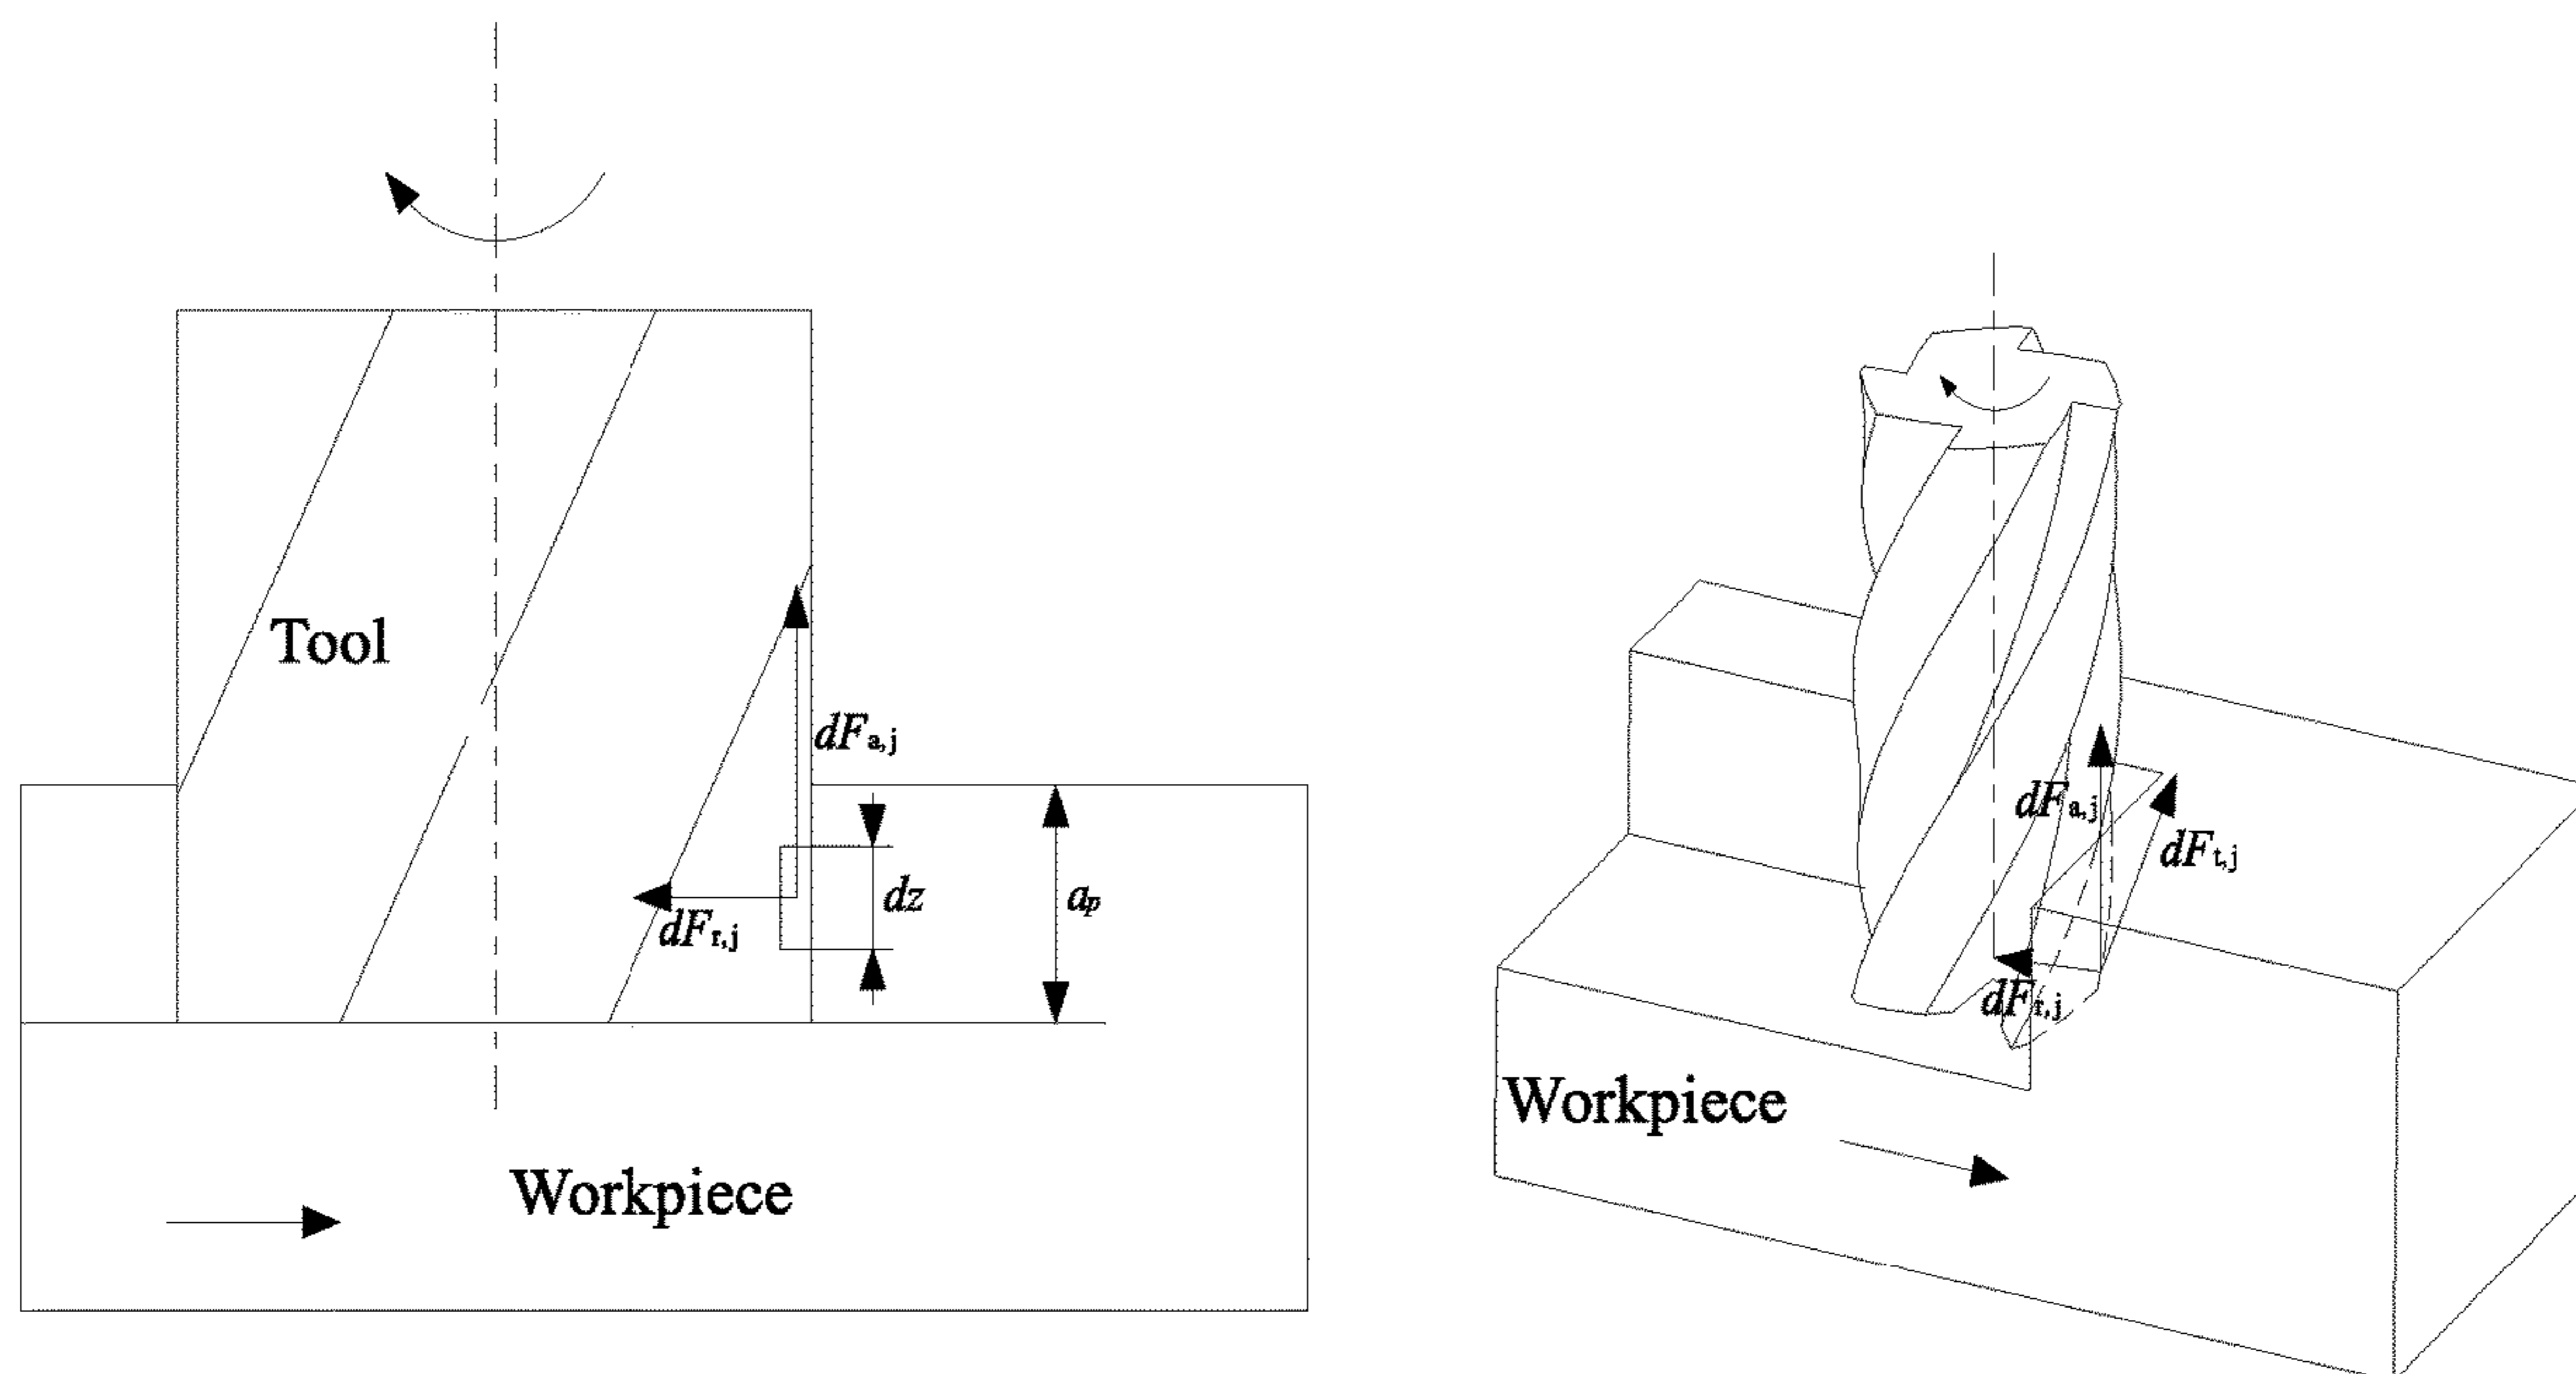 Tool
dFa,j
dz
ap
dFr,j
Workpiece
dFa,j
dFt,j
dFr,j
Workpiece